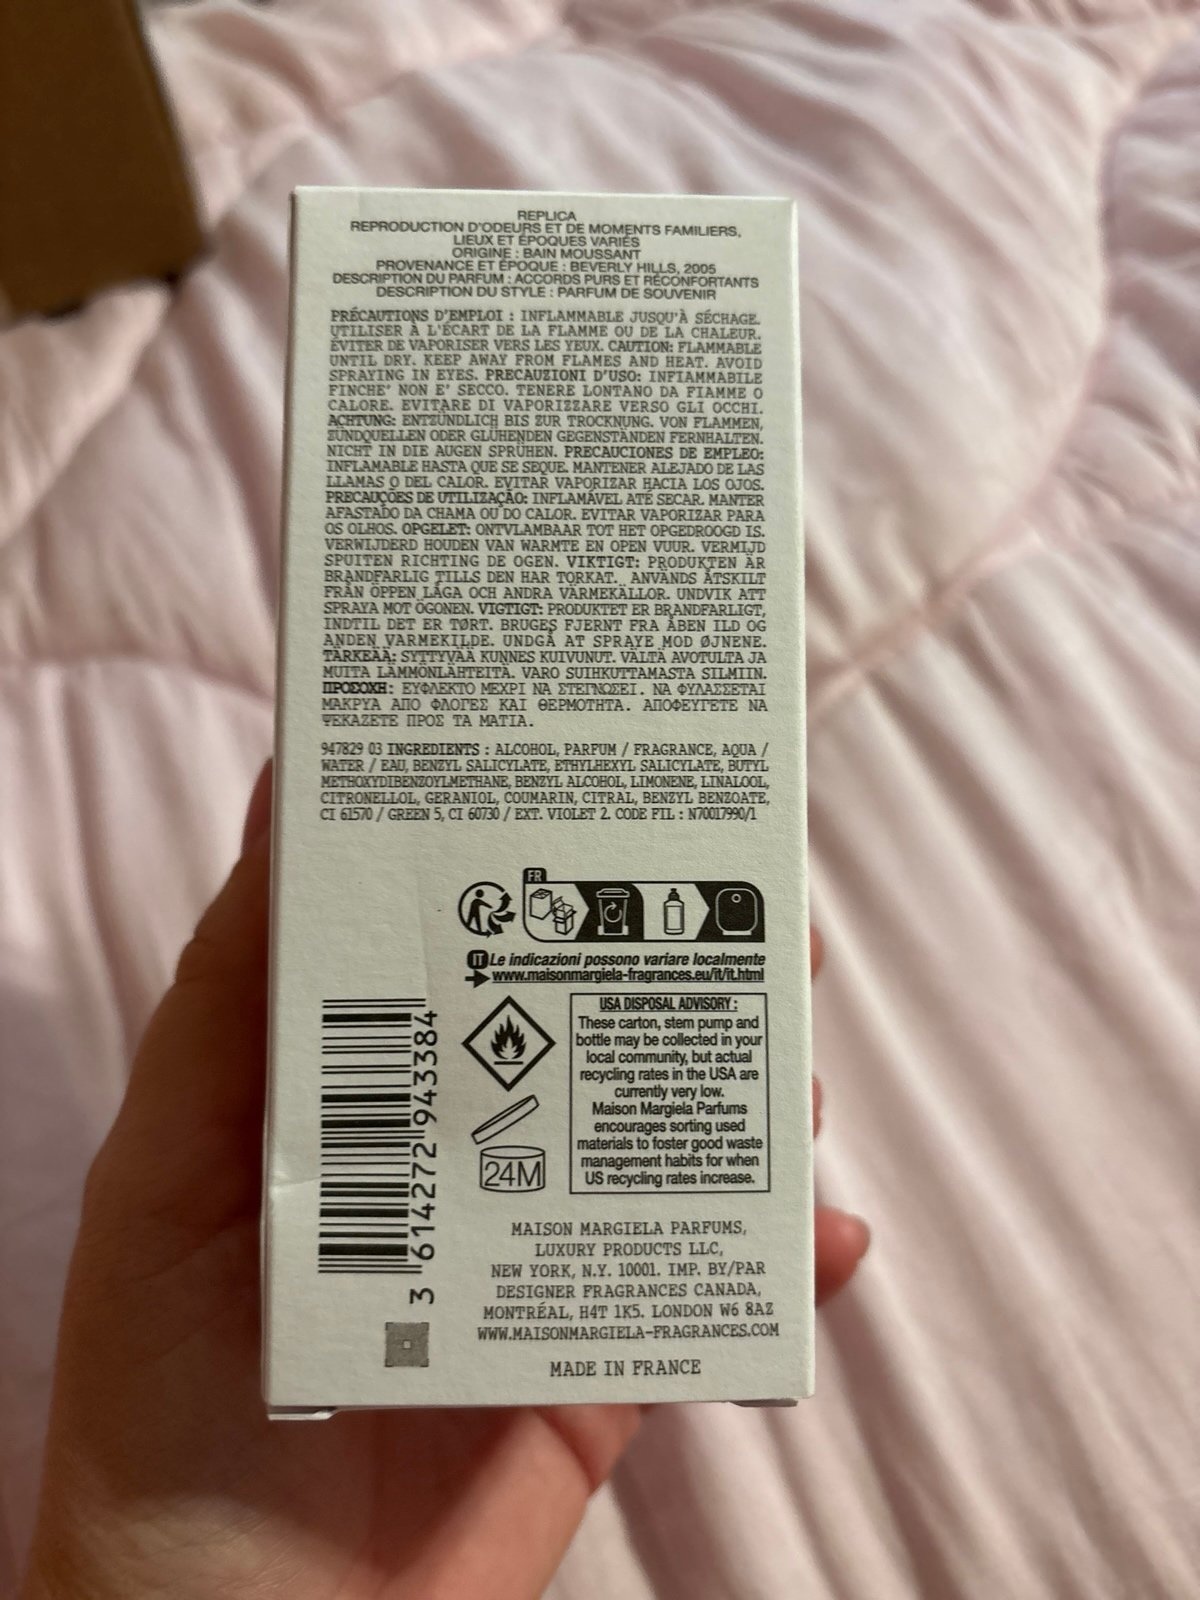 REPLICA
REPRODUCTION D'ODEURS ET DE MOMENTS FAMILIERS,
LIEUX ET ÉPOQUES VARIÉS
ORIGINE : BAIN MOUSSANT
PROVENANCE ET ÉPOQUE : BEVERLY HILLS, 2005
DESCRIPTION DU PARFUM : ACCORDS PURS ET RÉCONFORTANTS
DESCRIPTION DU STYLE : PARFUM DE SOUVENIR
PRÉCAUTIONS D'EMPLOI : INFLAMMABLE JUSQU'À SÉCHAGE.
UTILISER À L'ÉCART DE LA FLAMME OU DE LA CHALEUR.
ÉVITER DE VAPORISER VERS LES YEUX. CAUTION: FLAMMABLE
UNTIL DRY. KEEP AWAY FROM FLAMES AND HEAT. AVOID
SPRAYING IN EYES. PRECAUZIONI D'USO: INFIAMMABILE
FINCHE' NON E' SECCO. TENERE LONTANO DA FIAMME O
CALORE. EVITARE DI VAPORIZZARE VERSO GLI OCCHI.
ACHTUNG: ENTZÜNDLICH BIS ZUR TROCKNUNG. VON FLAMMEN,
ZÜNDQUELLEN ODER GLÜHENDEN GEGENSTÄNDEN FERNHALTEN.
NICHT IN DIE AUGEN SPRÜHEN. PRECAUCIONES DE EMPLEO:
INFLAMABLE HASTA QUE SE SEQUE. MANTENER ALEJADO DE LAS
LLAMAS O DEL CALOR. EVITAR VAPORIZAR HACIA LOS OJOS.
PRECAUÇÕES DE UTILIZAÇÃO: INFLAMÁVEL ATÉ SECAR. MANTER
AFASTADO DA CHAMA OU DO CALOR. EVITAR VAPORIZAR PARA
OS OLHOS. OPGELET: ONTVLAMBAAR TOT HET OPGEDROOGD IS.
VERWIJDERD HOUDEN VAN WARMTE EN OPEN VUUR. VERMIJD
SPUITEN RICHTING DE OGEN. VIKTIGT: PRODUKTEN ÄR
BRANDFARLIG TILLS DEN HAR TORKAT. ANVÄNDS ÅTSKILT
FRÅN ÖPPEN LÅGA OCH ANDRA VÄRMEKÄLLOR. UNDVIK ATT
SPRAYA MOT ÖGONEN. VIGTIGT: PRODUKTET ER BRANDFARLIGT,
INDTIL DET ER TØRT. BRUGES FJERNT FRA ÅBEN ILD OG
ANDEN VARMEKILDE. UNDGÅ AT SPRAYE MOD ØJNENE.
TÄRKEÄÄ: SYTTYVÄÄ KUNNES KUIVUNUT. VÄLTÄ AVOTULTA JA
MUITA LÄMMÖNLÄHTEITÄ. VARO SUIHKUTTAMASTA SILMIIN.
ΠΡΟΣΟΧΗ: ΕΥΦΛΕΚΤΟ ΜΕΧΡΙ ΝΑ ΣΤΕΓΝΩΣΕΙ. ΝΑ ΦΥΛΑΣΣΕΤΑΙ
ΜΑΚΡΥΑ ΑΠΟ ΦΛΟΓΕΣ ΚΑΙ ΘΕΡΜΟΤΗΤΑ. ΑΠΟΦΕΥΓΕΤΕ ΝΑ
ΨΕΚΑΖΕΤΕ ΠΡΟΣ ΤΑ ΜΑΤΙΑ.
947829 03 INGREDIENTS : ALCOHOL, PARFUM / FRAGRANCE, AQUA /
WATER / EAU, BENZYL SALICYLATE, ETHYLHEXYL SALICYLATE, BUTYL
METHOXYDIBENZOYLMETHANE, BENZYL ALCOHOL, LIMONENE, LINALOOL,
CITRONELLOL, GERANIOL, COUMARIN, CITRAL, BENZYL BENZOATE,
CI 61570 / GREEN 5, CI 60730 / EXT. VIOLET 2. CODE FIL : N70017990/1
FR
IT Le indicazioni possono variare localmente
www.maisonmargiela-fragrances.eu/it/it.html
USA DISPOSAL ADVISORY :
These carton, stem pump and
bottle may be collected in your
local community, but actual
recycling rates in the USA are
currently very low.
Maison Margiela Parfums
encourages sorting used
materials to foster good waste
management habits for when
US recycling rates increase.
24M
3 614272 943384
MAISON MARGIELA PARFUMS,
LUXURY PRODUCTS LLC,
NEW YORK, N.Y. 10001. IMP. BY/PAR
DESIGNER FRAGRANCES CANADA,
MONTRÉAL, H4T 1K5. LONDON W6 8AZ
WWW.MAISONMARGIELA-FRAGRANCES.COM
MADE IN FRANCE